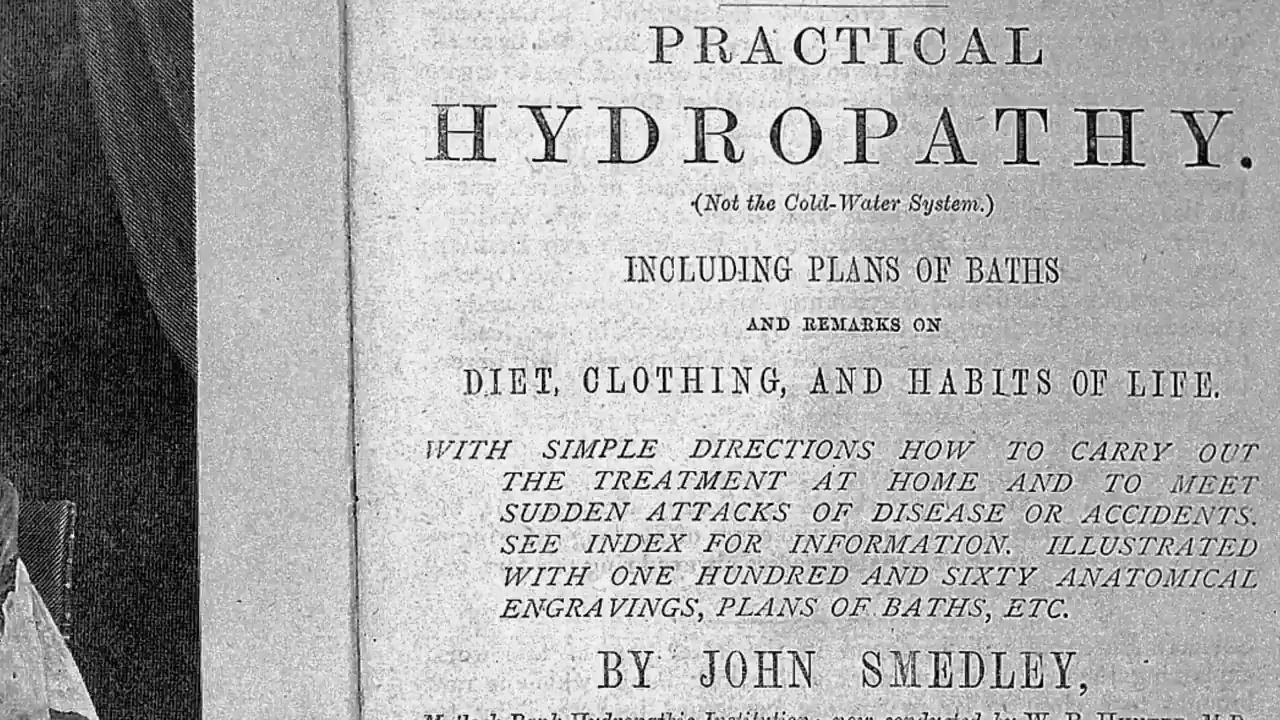 PRACTICAL
HYDROPATHY.
(Not the Cold-Water System.)
INCLUDING PLANS OF BATHS
AND REMARKS ON
DIET, CLOTHING, AND HABITS OF LIFE.
WITH SIMPLE DIRECTIONS HOW TO CARRY OUT
THE TREATMENT AT HOME AND TO MEET
SUDDEN ATTACKS OF DISEASE OR ACCIDENTS.
SEE INDEX FOR INFORMATION. ILLUSTRATED
WITH ONE HUNDRED AND SIXTY ANATOMICAL
ENGRAVINGS, PLANS OF BATHS, ETC.
BY JOHN SMEDLEY,